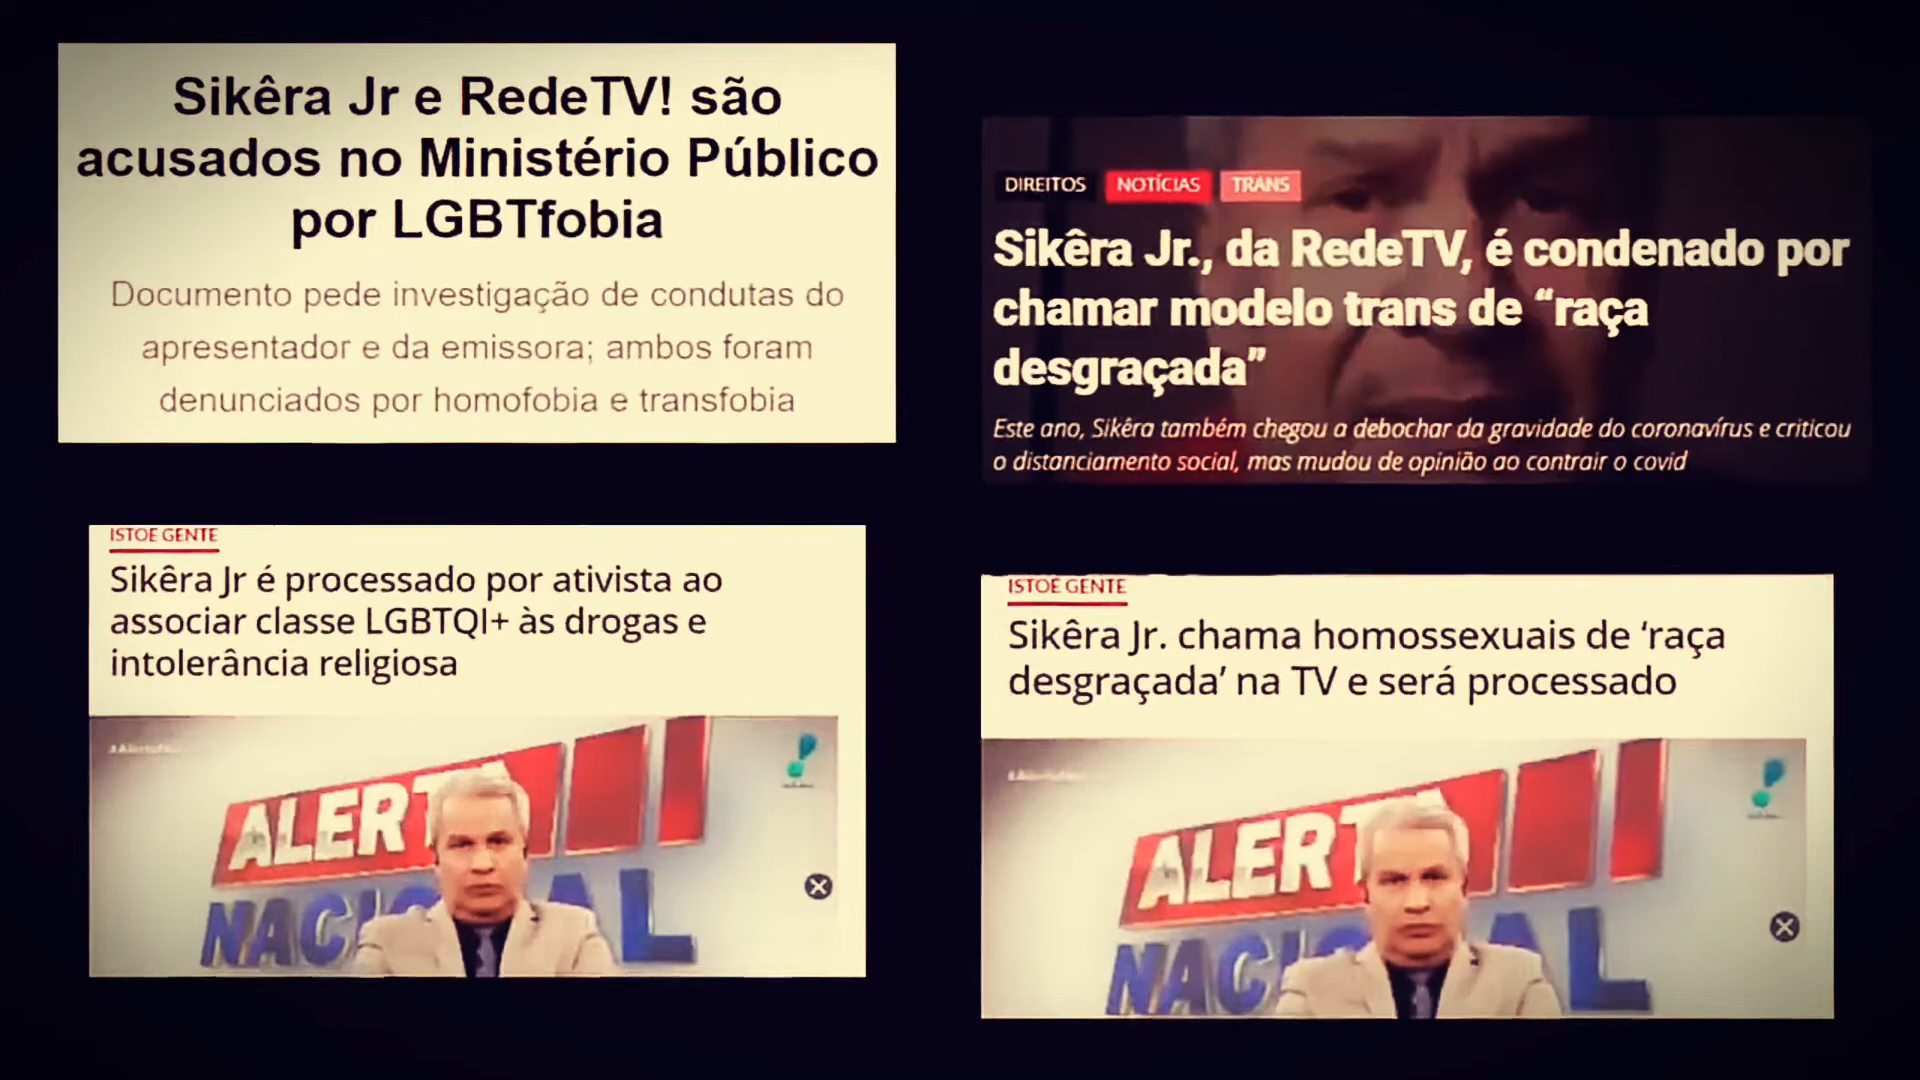 Sikêra Jr e RedeTV! são
acusados no Ministério Público
por LGBTfobia
Documento pede investigação de condutas do
apresentador e da emissora; ambos foram
denunciados por homofobia e transfobia
DIREITOS NOTÍCIAS TRANS
Sikêra Jr., da RedeTV, é condenado por
chamar modelo trans de “raça
desgraçada”
Este ano, Sikêra também chegou a debochar da gravidade do coronavírus e criticou
o distanciamento social, mas mudou de opinião ao contrair o covid
ISTOÉ GENTE
Sikêra Jr é processado por ativista ao
associar classe LGBTQI+ às drogas e
intolerância religiosa
ALERTA
NACIONAL
ISTOÉ GENTE
Sikêra Jr. chama homossexuais de ‘raça
desgraçada’ na TV e será processado
ALERTA
NACIONAL